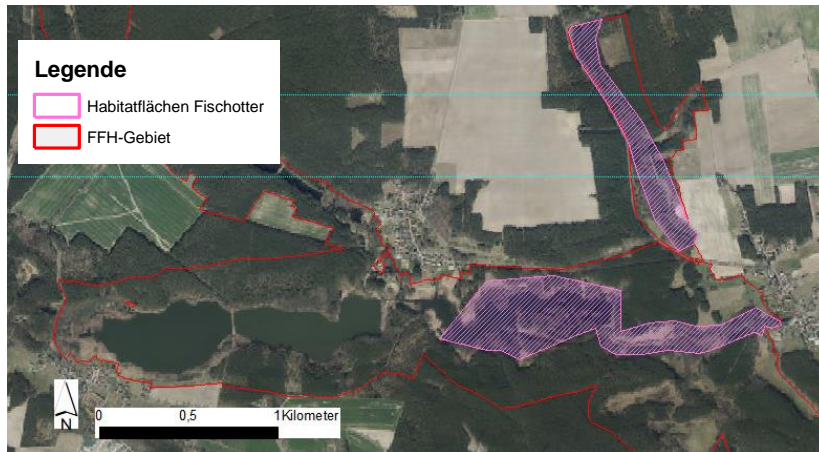 Legende
Habitatflächen Fischotter
FFH-Gebiet
N
0 0,5 1Kilometer